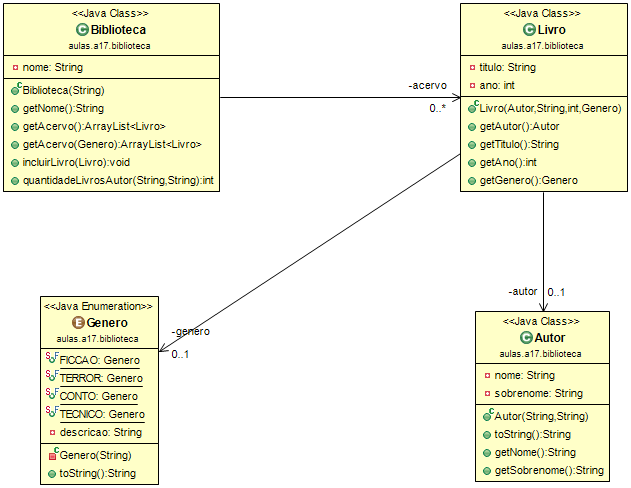 <<Java Class>>
Biblioteca
aulas.a17.biblioteca
nome: String
Biblioteca(String)
getNome():String
getAcervo():ArrayList<Livro>
getAcervo(Genero):ArrayList<Livro>
incluirLivro(Livro):void
quantidadeLivrosAutor(String,String):int
-acervo
0..*
<<Java Class>>
Livro
aulas.a17.biblioteca
titulo: String
ano: int
Livro(Autor,String,int,Genero)
getAutor():Autor
getTitulo():String
getAno():int
getGenero():Genero
-genero
0..1
-autor
0..1
<<Java Enumeration>>
Genero
aulas.a17.biblioteca
FICCAO: Genero
TERROR: Genero
CONTO: Genero
TECNICO: Genero
descricao: String
Genero(String)
toString():String
<<Java Class>>
Autor
aulas.a17.biblioteca
nome: String
sobrenome: String
Autor(String,String)
toString():String
getNome():String
getSobrenome():String